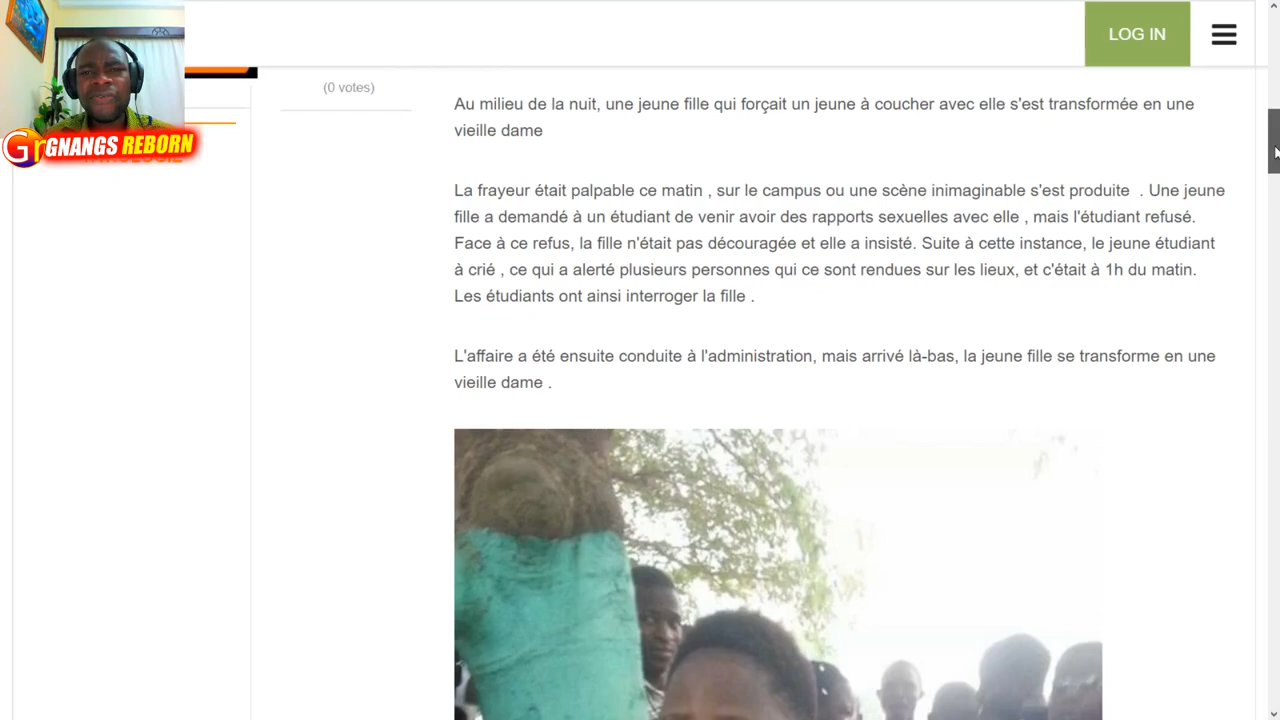 LOG IN
(0 votes)
Gr GNANGS REBORN
Au milieu de la nuit, une jeune fille qui forçait un jeune à coucher avec elle s'est transformée en une
vieille dame
La frayeur était palpable ce matin , sur le campus ou une scène inimaginable s'est produite . Une jeune
fille a demandé à un étudiant de venir avoir des rapports sexuelles avec elle , mais l'étudiant refusé.
Face à ce refus, la fille n'était pas découragée et elle a insisté. Suite à cette instance, le jeune étudiant
à crié , ce qui a alerté plusieurs personnes qui ce sont rendues sur les lieux, et c'était à 1h du matin.
Les étudiants ont ainsi interroger la fille .
L'affaire a été ensuite conduite à l'administration, mais arrivé là-bas, la jeune fille se transforme en une
vieille dame .